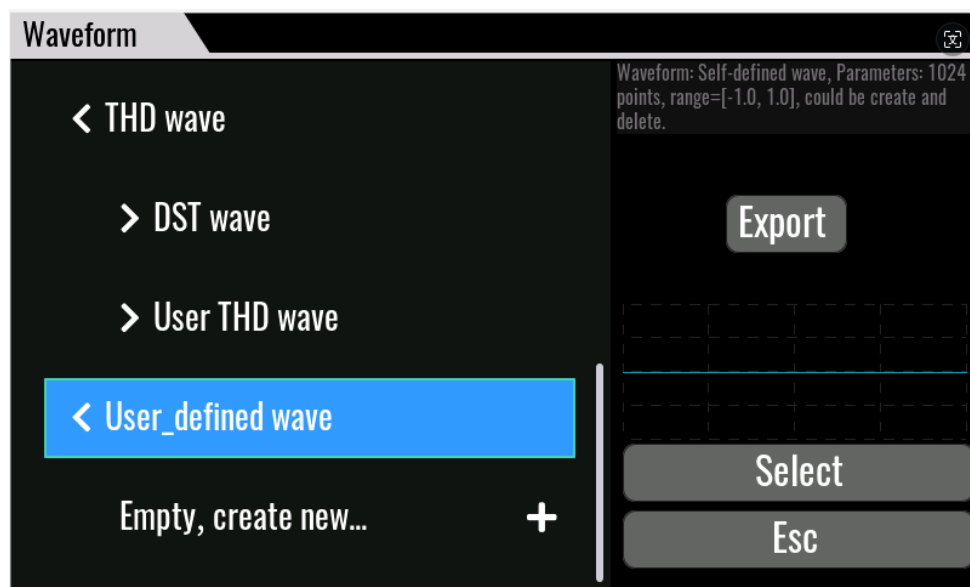 Waveform
THD wave
DST wave
User THD wave
User_defined wave
Empty, create new...
Waveform: Self-defined wave, Parameters: 1024
points, range=[-1.0, 1.0], could be create and
delete.
Export
Select
Esc